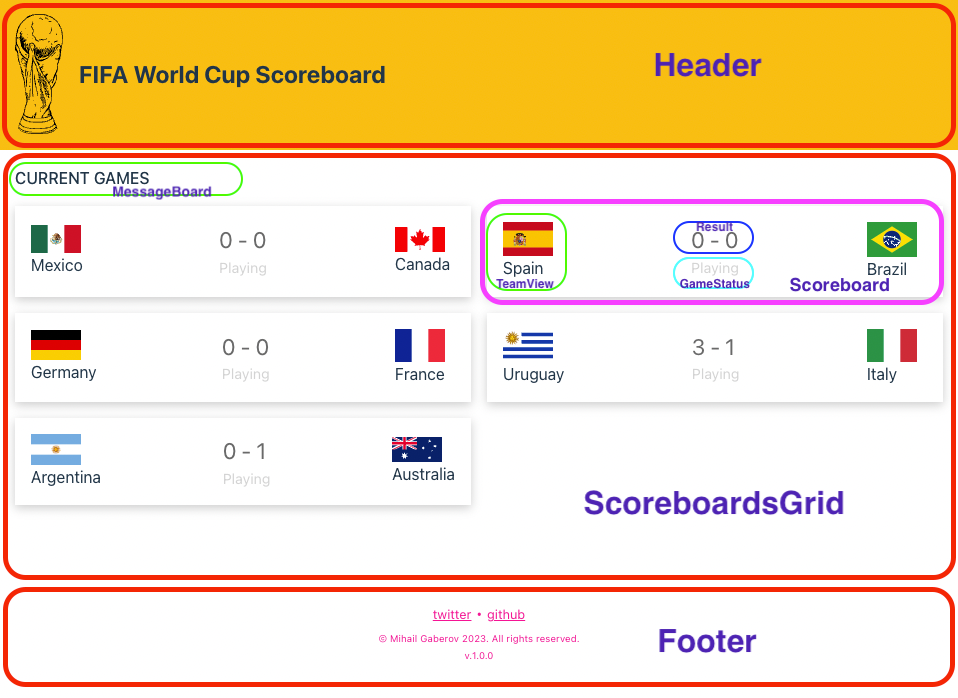 FIFA World Cup Scoreboard
Header
CURRENT GAMES
MessageBoard
Mexico
0 - 0
Playing
Canada
Spain
TeamView
Result
0 - 0
Playing
GameStatus
Brazil
Scoreboard
Germany
0 - 0
Playing
France
Uruguay
3 - 1
Playing
Italy
Argentina
0 - 1
Playing
Australia
ScoreboardsGrid
twitter • github
© Mihail Gaberov 2023. All rights reserved.
v.1.0.0
Footer